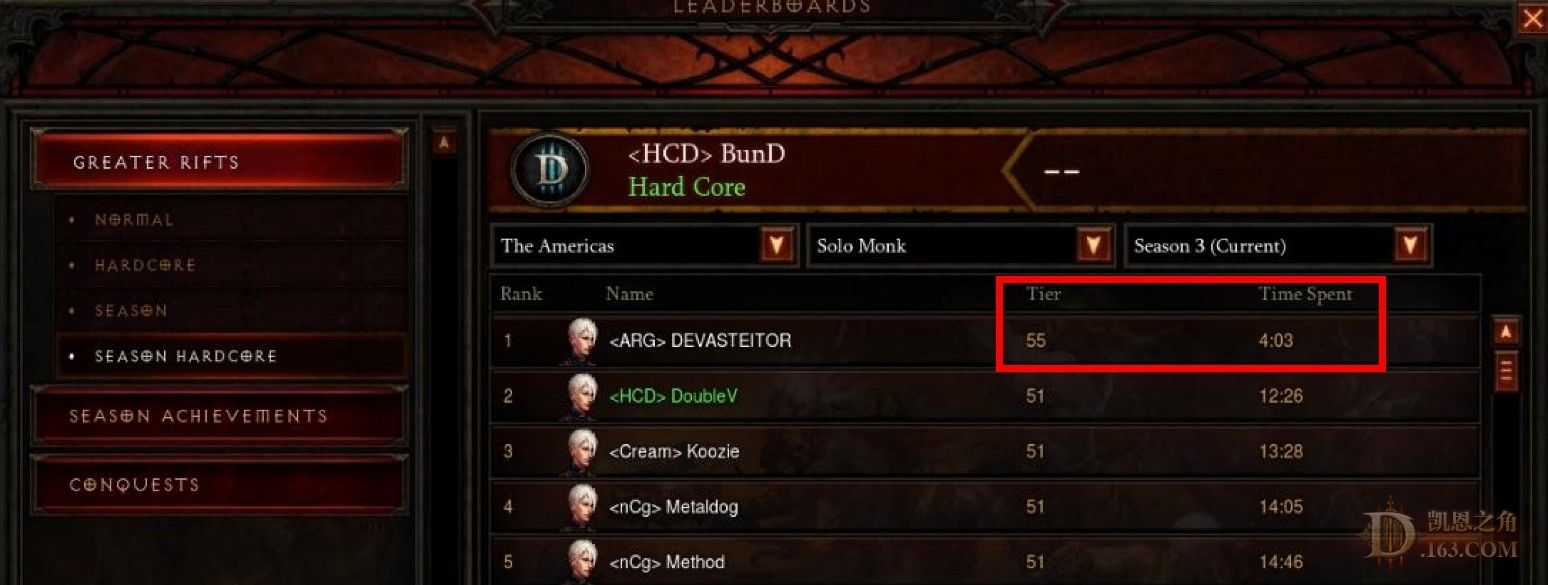 LEADERBOARDS
GREATER RIFTS
NORMAL
HARDCORE
SEASON
SEASON HARDCORE
SEASON ACHIEVEMENTS
CONQUESTS
<HCD> BunD
Hard Core
--
The Americas Solo Monk Season 3 (Current)
Rank Name Tier Time Spent
1 <ARG> DEVASTEITOR 55 4:03
2 <HCD> DoubleV 51 12:26
3 <Cream> Koozie 51 13:28
4 <nCg> Metaldog 51 14:05
5 <nCg> Method 51 14:46
D 凯恩之角
.163.COM